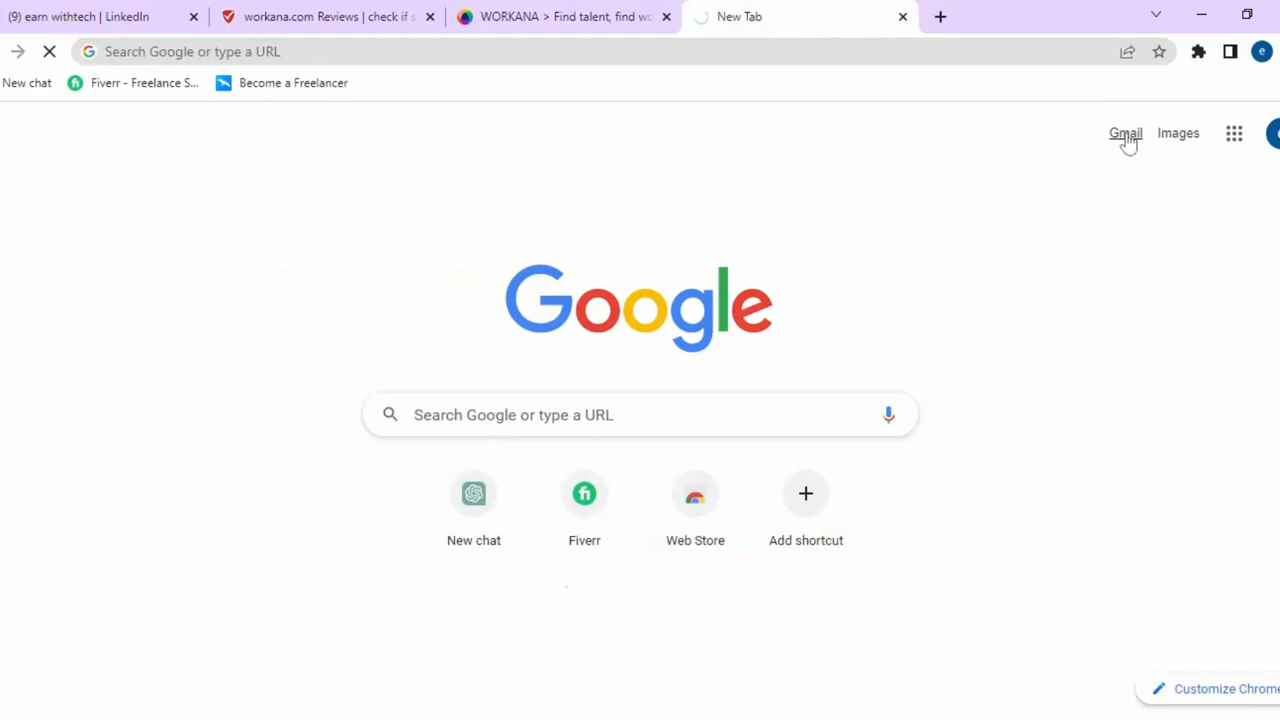 (9) earn withtech | LinkedIn
workana.com Reviews | check if s
WORKANA > Find talent, find wo
New Tab
Search Google or type a URL
e
New chat
Fiverr - Freelance S...
Become a Freelancer
Gmail
Images
Google
Search Google or type a URL
New chat
Fiverr
Web Store
Add shortcut
Customize Chrome